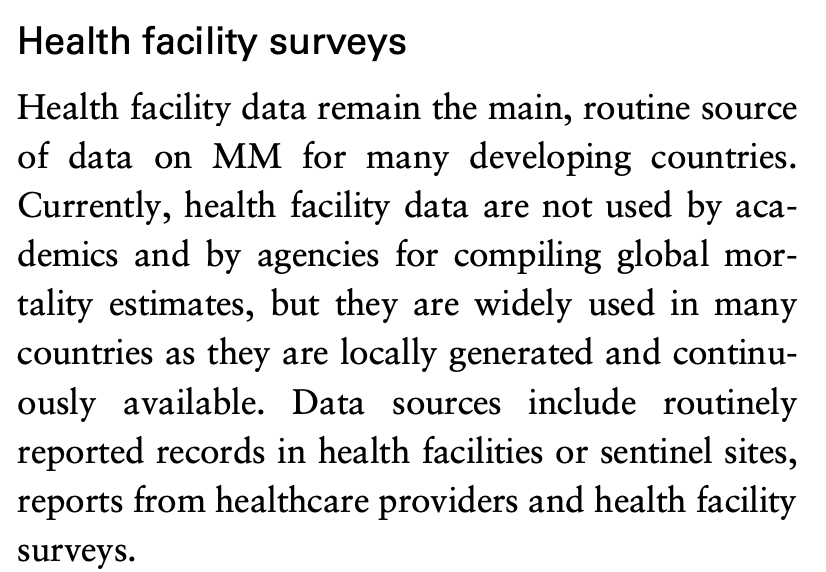 Health facility surveys
Health facility data remain the main, routine source
of data on MM for many developing countries.
Currently, health facility data are not used by aca-
demics and by agencies for compiling global mor-
tality estimates, but they are widely used in many
countries as they are locally generated and continu-
ously available. Data sources include routinely
reported records in health facilities or sentinel sites,
reports from healthcare providers and health facility
surveys.